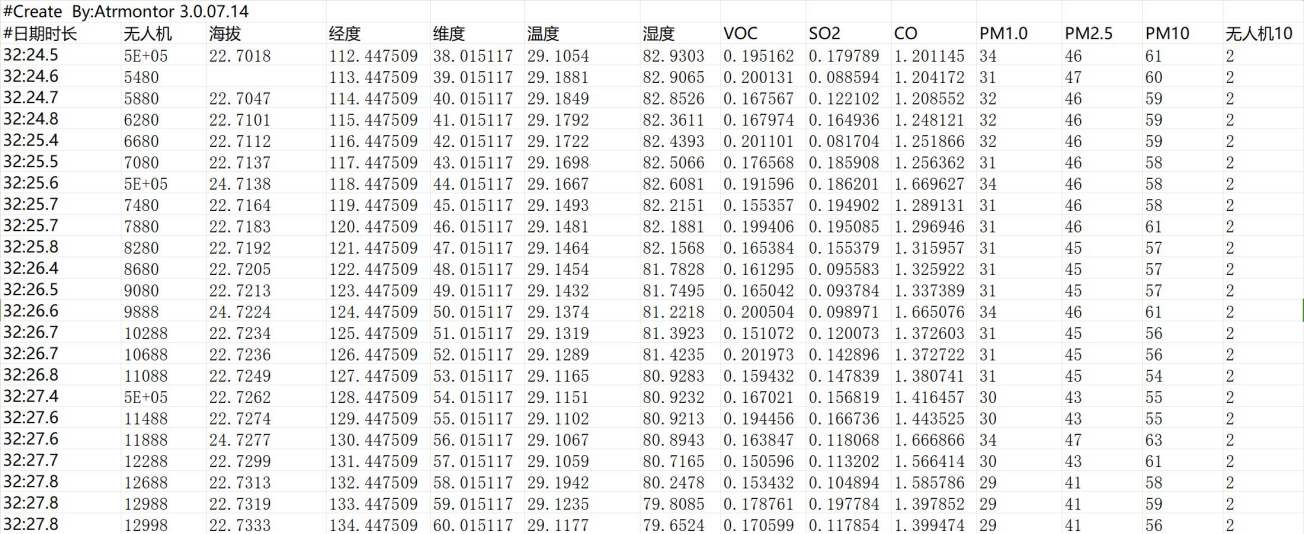 #Create By:Atrmontor 3.0.07.14
#日期时长 无人机 海拔 经度 维度 温度 湿度 VOC SO2 CO PM1.0 PM2.5 PM10 无人机10
32:24.5 5E+05 22.7018 112.447509 38.015117 29.1054 82.9303 0.195162 0.179789 1.201145 34 46 61 2
32:24.6 5480 113.447509 39.015117 29.1881 82.9065 0.200131 0.088594 1.204172 31 47 60 2
32.24.7 5880 22.7047 114.447509 40.015117 29.1849 82.8526 0.167567 0.122102 1.208552 32 46 59 2
32:24.8 6280 22.7101 115.447509 41.015117 29.1792 82.3611 0.167974 0.164936 1.248121 32 46 59 2
32:25.4 6680 22.7112 116.447509 42.015117 29.1722 82.4393 0.201101 0.081704 1.251866 32 46 59 2
32:25.5 7080 22.7137 117.447509 43.015117 29.1698 82.5066 0.176568 0.185908 1.256362 31 46 58 2
32:25.6 5E+05 24.7138 118.447509 44.015117 29.1667 82.6081 0.191596 0.186201 1.669627 34 46 58 2
32:25.7 7480 22.7164 119.447509 45.015117 29.1493 82.2151 0.155357 0.194902 1.289131 31 46 58 2
32:25.7 7880 22.7183 120.447509 46.015117 29.1481 82.1881 0.199406 0.195085 1.296946 31 46 61 2
32:25.8 8280 22.7192 121.447509 47.015117 29.1464 82.1568 0.165384 0.155379 1.315957 31 45 57 2
32:26.4 8680 22.7205 122.447509 48.015117 29.1454 81.7828 0.161295 0.095583 1.325922 31 45 57 2
32:26.5 9080 22.7213 123.447509 49.015117 29.1432 81.7495 0.165042 0.093784 1.337389 31 45 57 2
32:26.6 9888 24.7224 124.447509 50.015117 29.1374 81.2218 0.200504 0.098971 1.665076 34 46 61 2
32:26.7 10288 22.7234 125.447509 51.015117 29.1319 81.3923 0.151072 0.120073 1.372603 31 45 56 2
32:26.7 10688 22.7236 126.447509 52.015117 29.1289 81.4235 0.201973 0.142896 1.372722 31 45 56 2
32:26.8 11088 22.7249 127.447509 53.015117 29.1165 80.9283 0.159432 0.147839 1.380741 31 45 54 2
32:27.4 5E+05 22.7262 128.447509 54.015117 29.1151 80.9232 0.167021 0.156819 1.416457 30 43 55 2
32:27.6 11488 22.7274 129.447509 55.015117 29.1102 80.9213 0.194456 0.166736 1.443525 30 43 55 2
32:27.6 11888 24.7277 130.447509 56.015117 29.1067 80.8943 0.163847 0.118068 1.666866 34 47 63 2
32:27.7 12288 22.7299 131.447509 57.015117 29.1059 80.7165 0.150596 0.113202 1.566414 30 43 61 2
32:27.8 12688 22.7313 132.447509 58.015117 29.1942 80.2478 0.153432 0.104894 1.585786 29 41 58 2
32:27.8 12988 22.7319 133.447509 59.015117 29.1235 79.8085 0.178761 0.197784 1.397852 29 41 59 2
32:27.8 12998 22.7333 134.447509 60.015117 29.1177 79.6524 0.170599 0.117854 1.399474 29 41 56 2